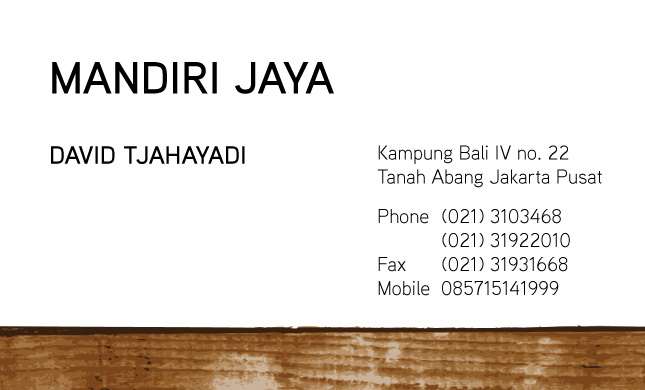 MANDIRI JAYA
DAVID TJAHAYADI
Kampung Bali IV no. 22
Tanah Abang Jakarta Pusat
Phone (021) 3103468
(021) 31922010
Fax (021) 31931668
Mobile 085715141999